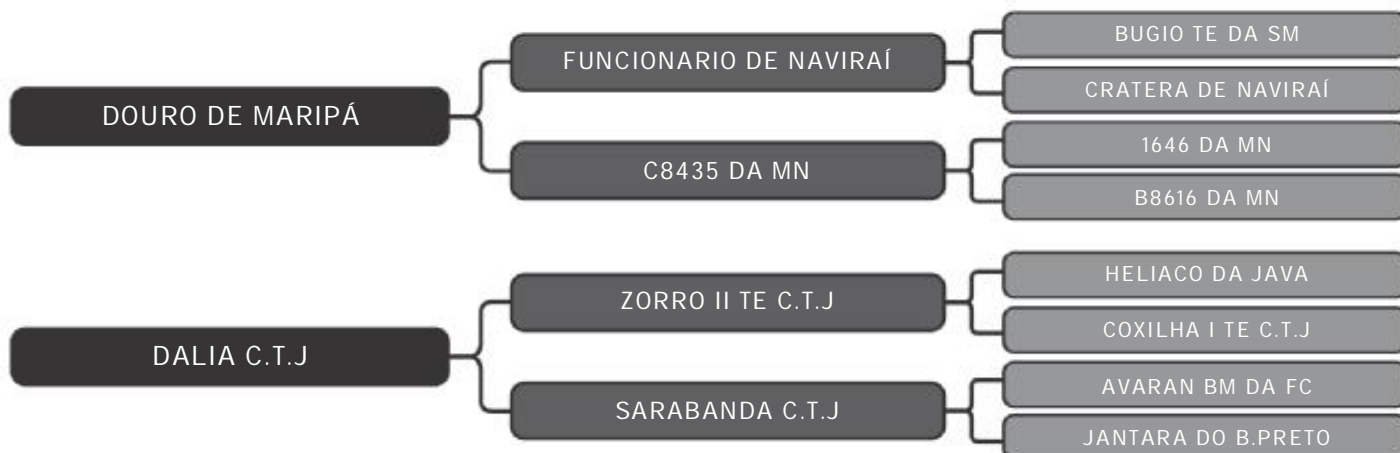 BUGIO TE DA SM
FUNCIONARIO DE NAVIRAÍ
CRATERA DE NAVIRAÍ
DOURO DE MARIPÁ
1646 DA MN
C8435 DA MN
B8616 DA MN
HELIACO DA JAVA
ZORRO II TE C.T.J
COXILHA I TE C.T.J
DALIA C.T.J
AVARAN BM DA FC
SARABANDA C.T.J
JANTARA DO B.PRETO